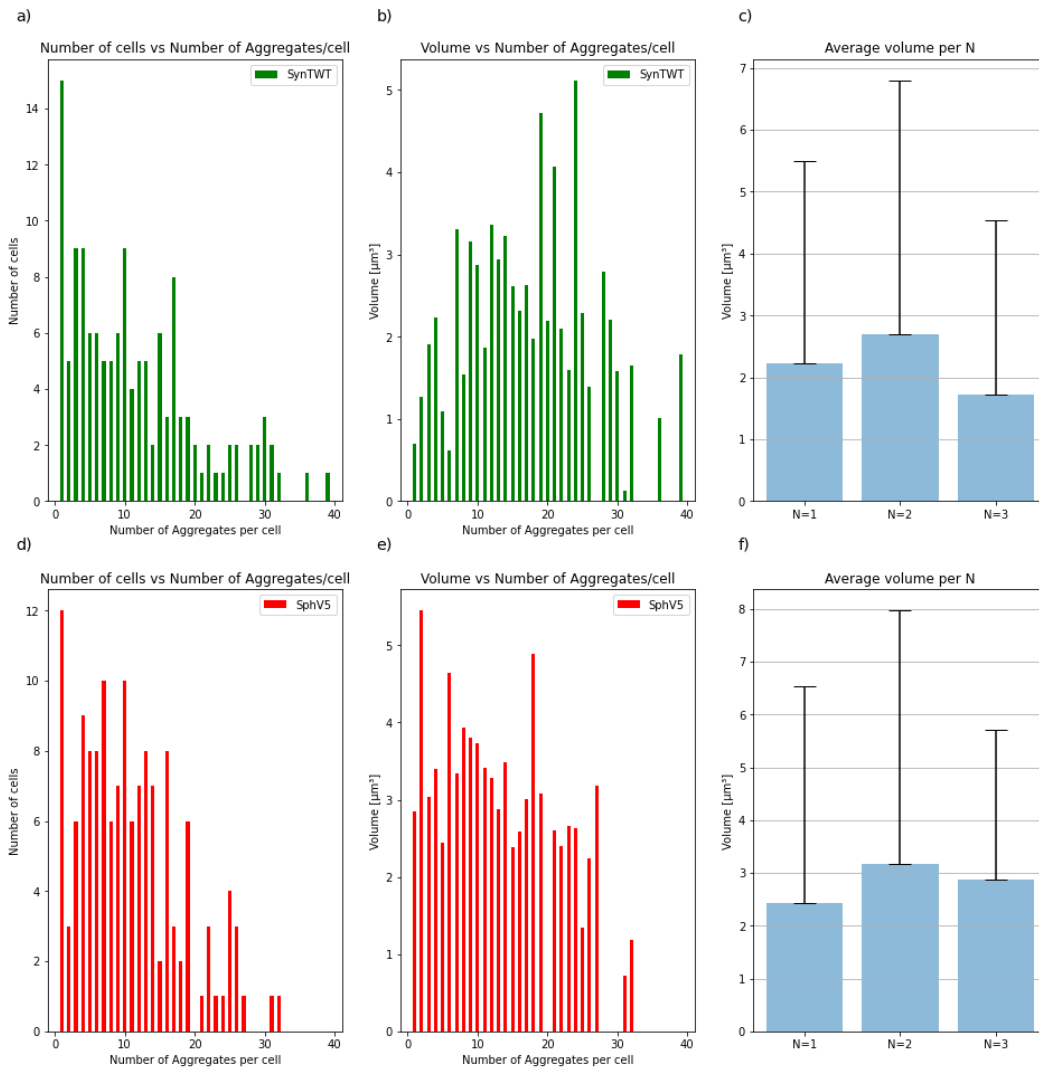 a)
Number of cells vs Number of Aggregates/cell
SynTWT
Number of cells
14
12
10
8
6
4
2
0
0 10 20 30 40
Number of Aggregates per cell
b)
Volume vs Number of Aggregates/cell
SynTWT
Volume [µm³]
5
4
3
2
1
0
0 10 20 30 40
Number of Aggregates per cell
c)
Average volume per N
Volume [µm³]
7
6
5
4
3
2
1
0
N=1 N=2 N=3
d)
Number of cells vs Number of Aggregates/cell
SphV5
Number of cells
12
10
8
6
4
2
0
0 10 20 30 40
Number of Aggregates per cell
e)
Volume vs Number of Aggregates/cell
SphV5
Volume [µm³]
5
4
3
2
1
0
0 10 20 30 40
Number of Aggregates per cell
f)
Average volume per N
Volume [µm³]
8
7
6
5
4
3
2
1
0
N=1 N=2 N=3